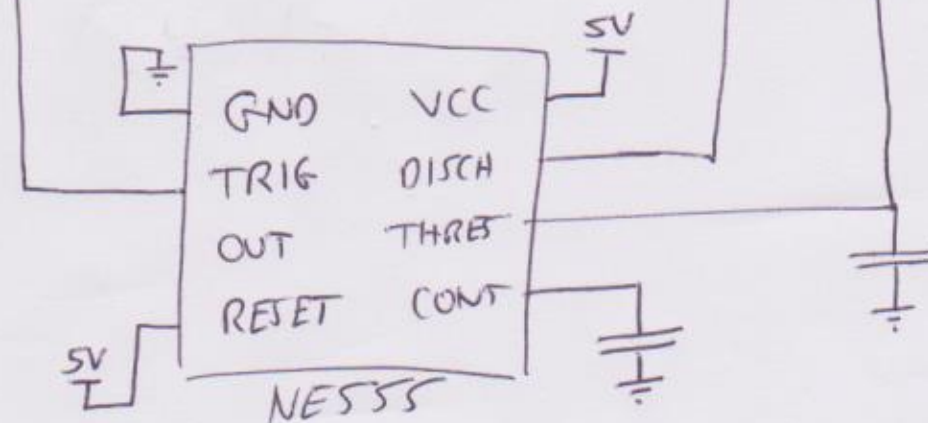 5V
GND VCC
TRIG DISCH
OUT THRES
RESET CONT
5V
NE555